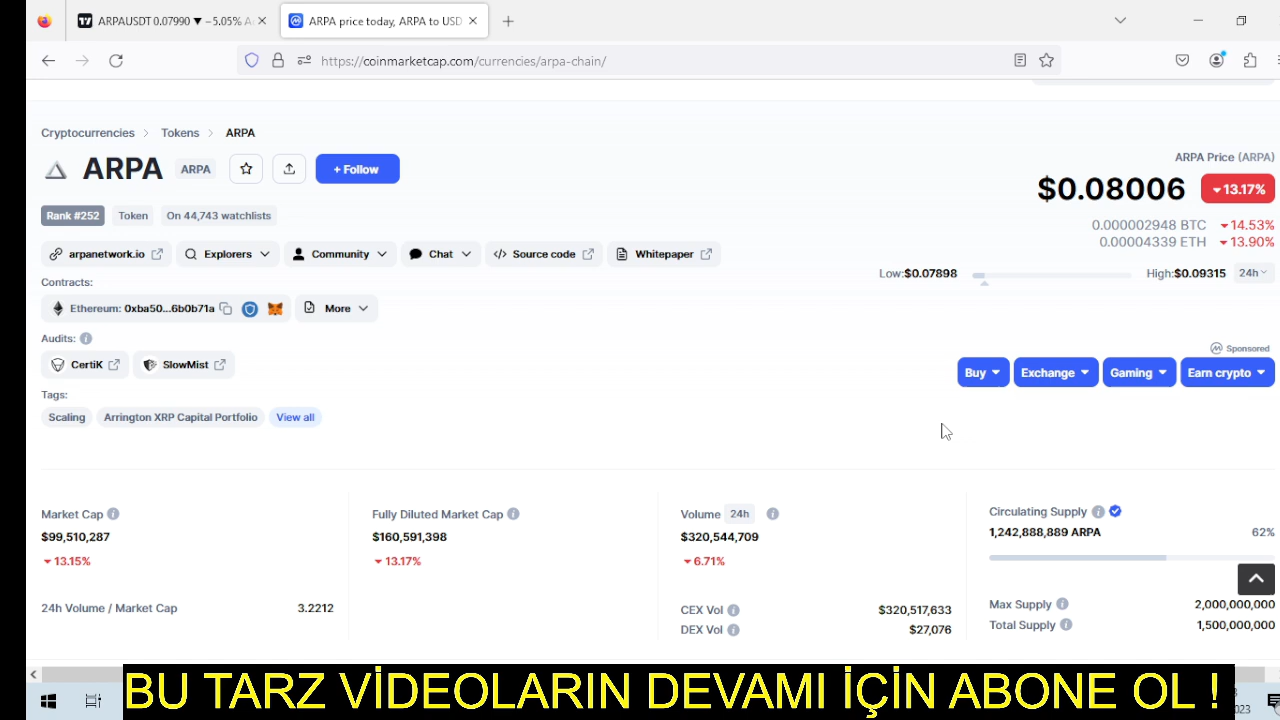 ARPAUSDT 0.07990 ▼ −5.05% A
ARPA price today, ARPA to USD
https://coinmarketcap.com/currencies/arpa-chain/
Cryptocurrencies > Tokens > ARPA
ARPA ARPA + Follow
ARPA Price (ARPA)
$0.08006 13.17%
Rank #252 Token On 44,743 watchlists
0.000002948 BTC 14.53%
0.00004339 ETH 13.90%
arpanetwork.io Explorers Community Chat Source code Whitepaper
Low:$0.07898 High:$0.09315 24h
Contracts:
Ethereum: 0xba50...6b0b71a More
Audits:
CertiK SlowMist
Sponsored
Buy Exchange Gaming Earn crypto
Tags:
Scaling Arrington XRP Capital Portfolio View all
Market Cap
$99,510,287
13.15%
24h Volume / Market Cap 3.2212
Fully Diluted Market Cap
$160,591,398
13.17%
Volume 24h
$320,544,709
6.71%
CEX Vol $320,517,633
DEX Vol $27,076
Circulating Supply
1,242,888,889 ARPA 62%
Max Supply 2,000,000,000
Total Supply 1,500,000,000
BU TARZ VİDEOLARIN DEVAMI İÇİN ABONE OL !